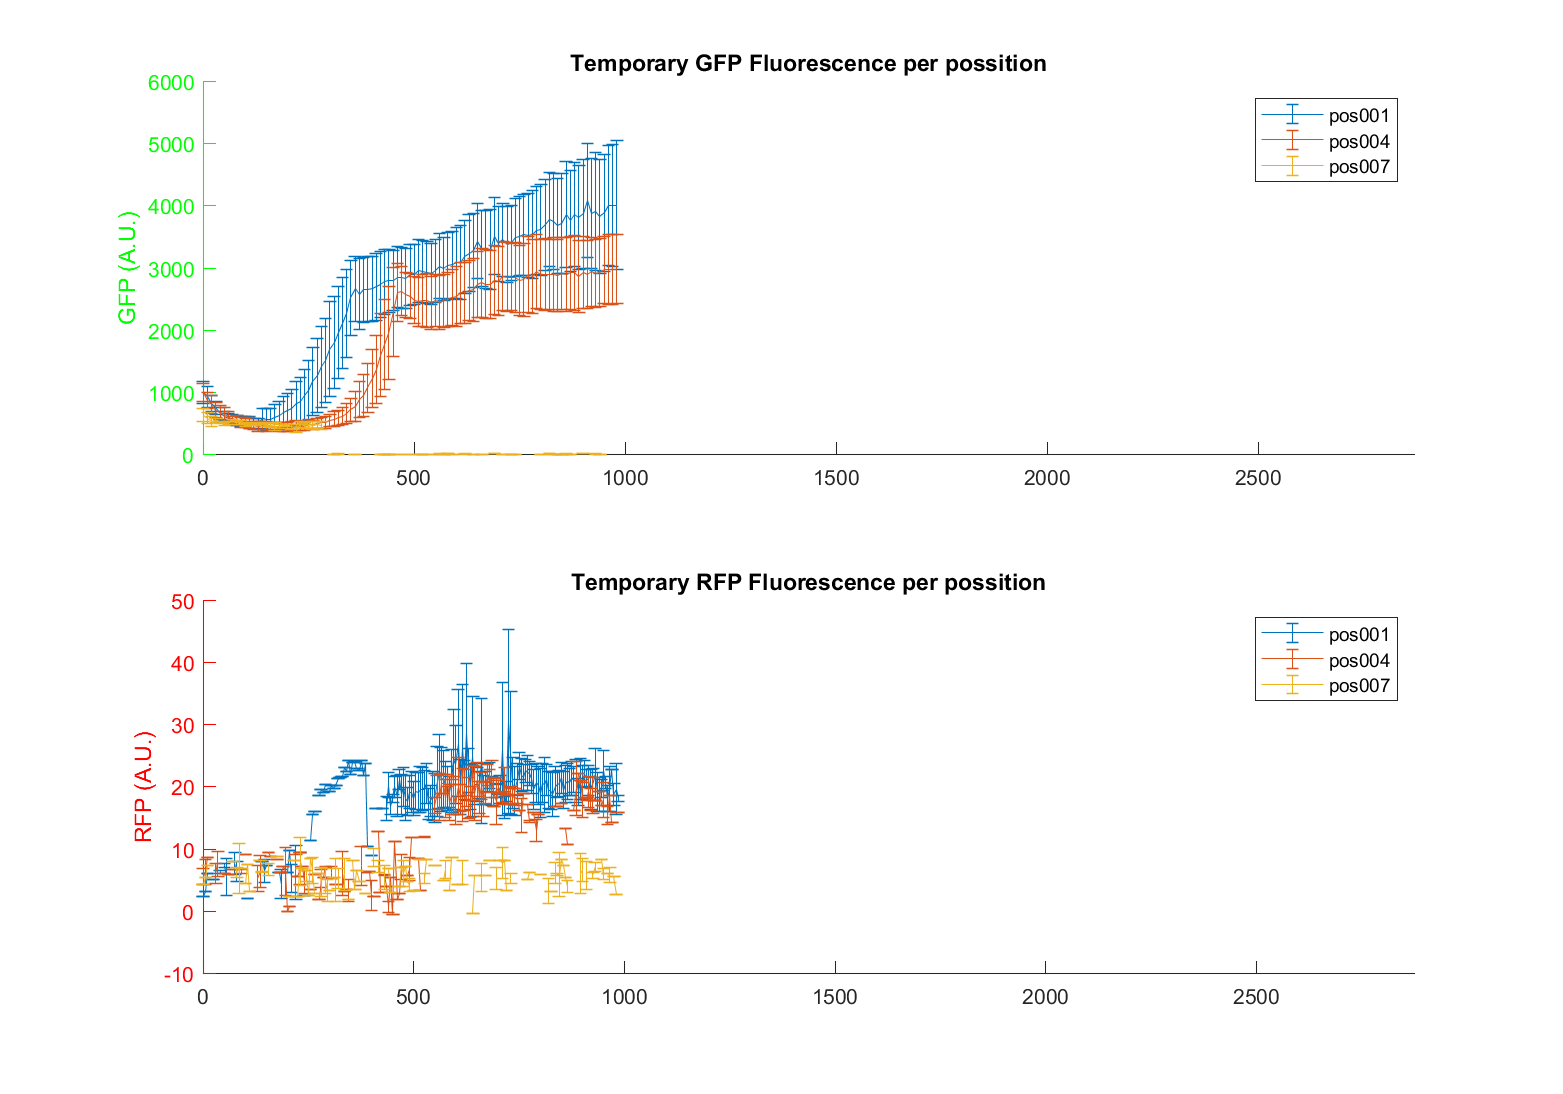 Temporary GFP Fluorescence per possition
6000
5000
4000
3000
2000
1000
0
GFP (A.U.)
pos001
pos004
pos007
0 500 1000 1500 2000 2500
Temporary RFP Fluorescence per possition
50
40
30
20
10
0
-10
RFP (A.U.)
pos001
pos004
pos007
0 500 1000 1500 2000 2500